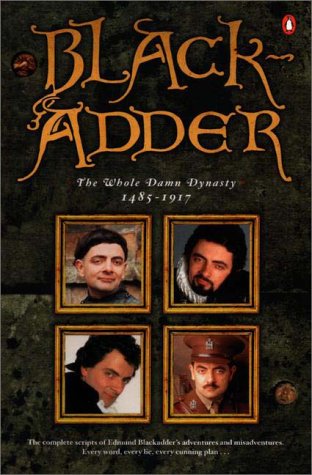 BLACK-
ADDER
The Whole Damn Dynasty
1485-1917
The complete scripts of Edmund Blackadder's adventures and misadventures.
Every word, every lie, every cunning plan . . .